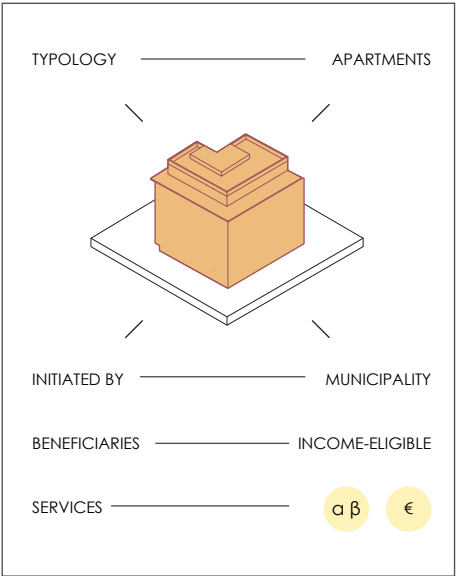 TYPOLOGY APARTMENTS
INITIATED BY MUNICIPALITY
BENEFICIARIES INCOME-ELIGIBLE
SERVICES α β €